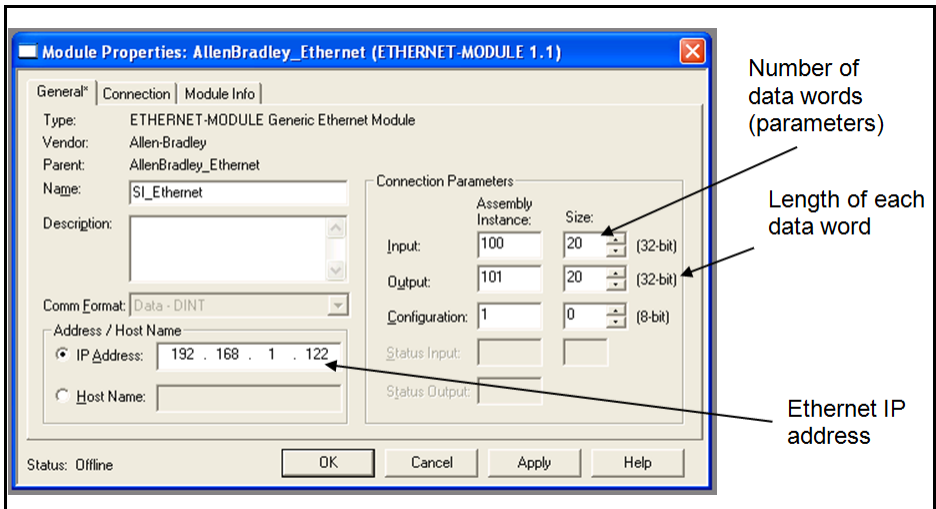 Module Properties: AllenBradley_Ethernet (ETHERNET-MODULE 1.1)
General* Connection Module Info
Type: ETHERNET-MODULE Generic Ethernet Module
Vendor: Allen-Bradley
Parent: AllenBradley_Ethernet
Name: SI_Ethernet
Description:
Comm Format: Data - DINT
Address / Host Name
IP Address: 192 . 168 . 1 . 122
Host Name:
Connection Parameters
Assembly
Instance: Size:
Input: 100 20 (32-bit)
Output: 101 20 (32-bit)
Configuration: 1 0 (8-bit)
Status Input:
Status Output:
Status: Offline
OK Cancel Apply Help
Number of
data words
(parameters)
Length of each
data word
Ethernet IP
address